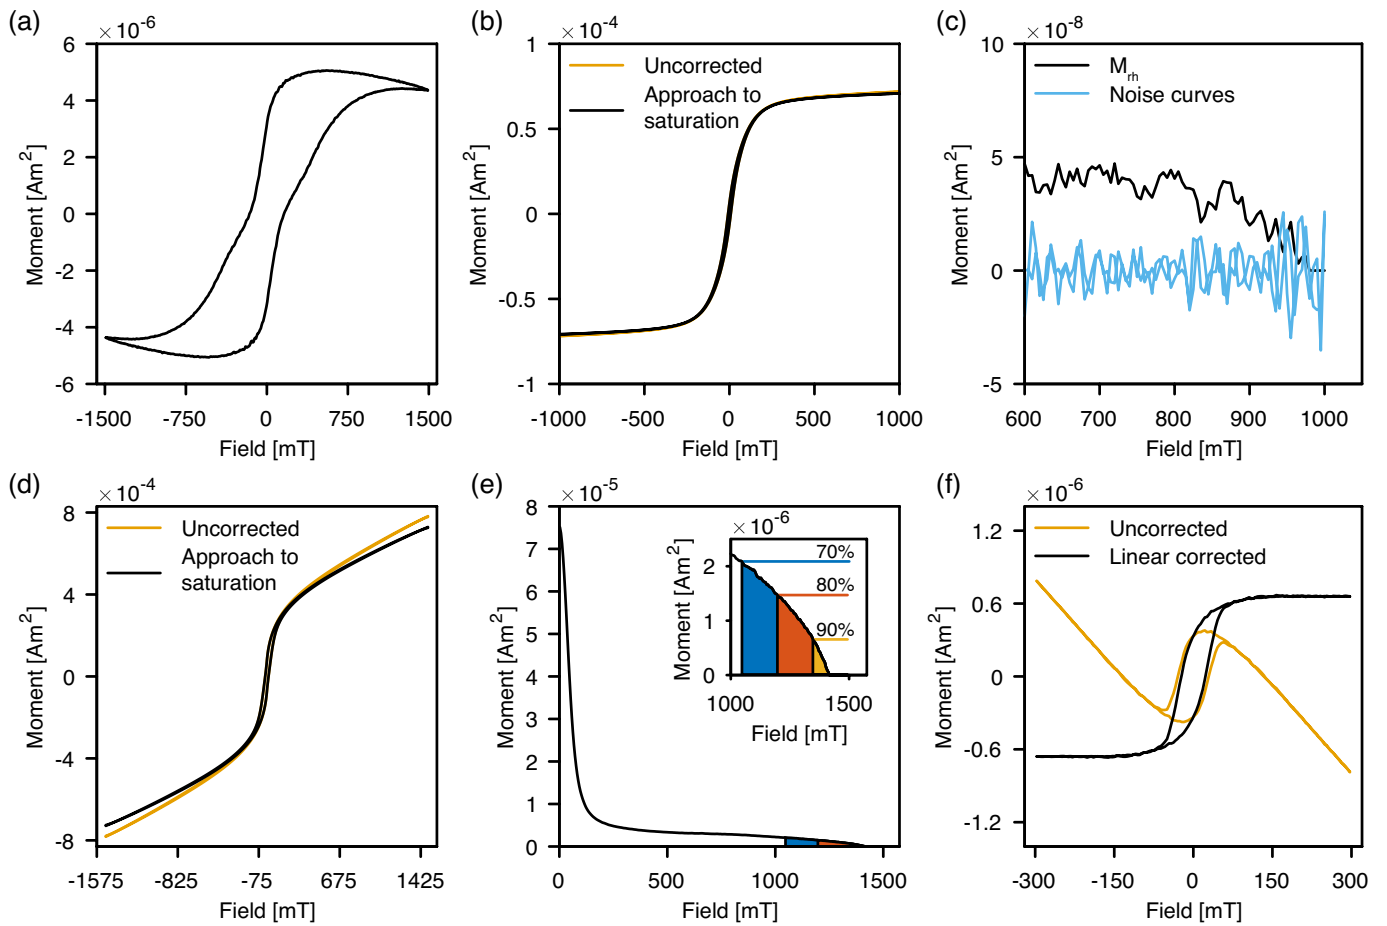 (a)
× 10-6
6
4
2
0
-2
-4
-6
-1500
-750
0
750
1500
Moment [Am2]
Field [mT]
(b)
× 10-4
1
0.5
0
-0.5
-1
-1000
-500
0
500
1000
Moment [Am2]
Field [mT]
Uncorrected
Approach to
saturation
(c)
× 10-8
10
5
0
-5
600
700
800
900
1000
Moment [Am2]
Field [mT]
Mrh
Noise curves
(d)
× 10-4
8
4
0
-4
-8
-1575
-825
-75
675
1425
Moment [Am2]
Field [mT]
Uncorrected
Approach to
saturation
(e)
× 10-5
8
7
6
5
4
3
2
1
0
0
500
1000
1500
Moment [Am2]
Field [mT]
× 10-6
2
1
0
1000
1500
Moment [Am2]
Field [mT]
70%
80%
90%
(f)
× 10-6
1.2
0.6
0
-0.6
-1.2
-300
-150
0
150
300
Moment [Am2]
Field [mT]
Uncorrected
Linear corrected